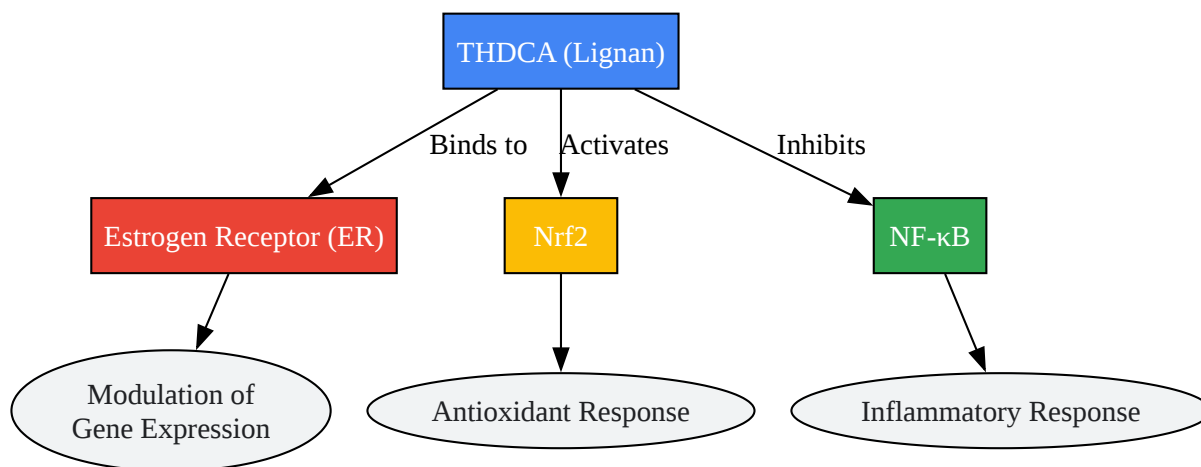 THDCA (Lignan)
Binds to
Activates
Inhibits
Estrogen Receptor (ER)
Nrf2
NF-κB
Modulation of
Gene Expression
Antioxidant Response
Inflammatory Response